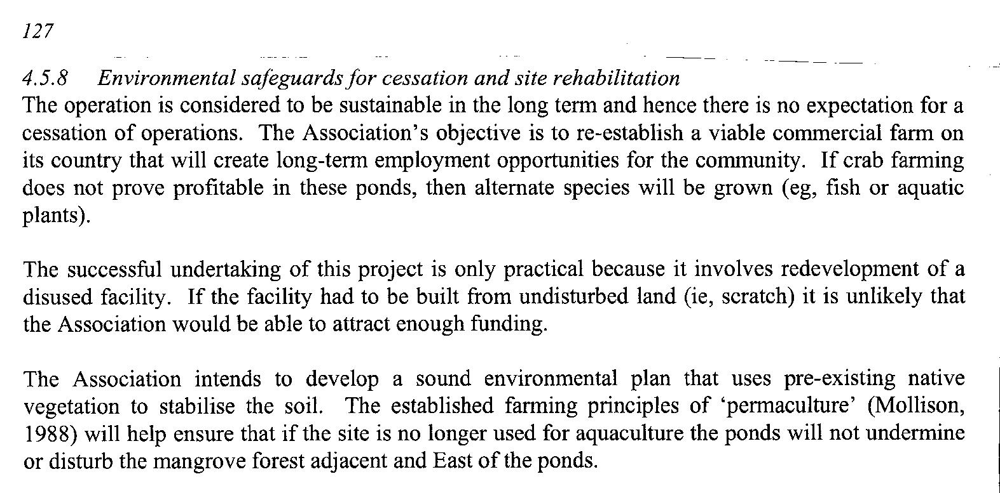 127
4.5.8 Environmental safeguards for cessation and site rehabilitation
The operation is considered to be sustainable in the long term and hence there is no expectation for a
cessation of operations. The Association's objective is to re-establish a viable commercial farm on
its country that will create long-term employment opportunities for the community. If crab farming
does not prove profitable in these ponds, then alternate species will be grown (eg, fish or aquatic
plants).
The successful undertaking of this project is only practical because it involves redevelopment of a
disused facility. If the facility had to be built from undisturbed land (ie, scratch) it is unlikely that
the Association would be able to attract enough funding.
The Association intends to develop a sound environmental plan that uses pre-existing native
vegetation to stabilise the soil. The established farming principles of ‘permaculture’ (Mollison,
1988) will help ensure that if the site is no longer used for aquaculture the ponds will not undermine
or disturb the mangrove forest adjacent and East of the ponds.